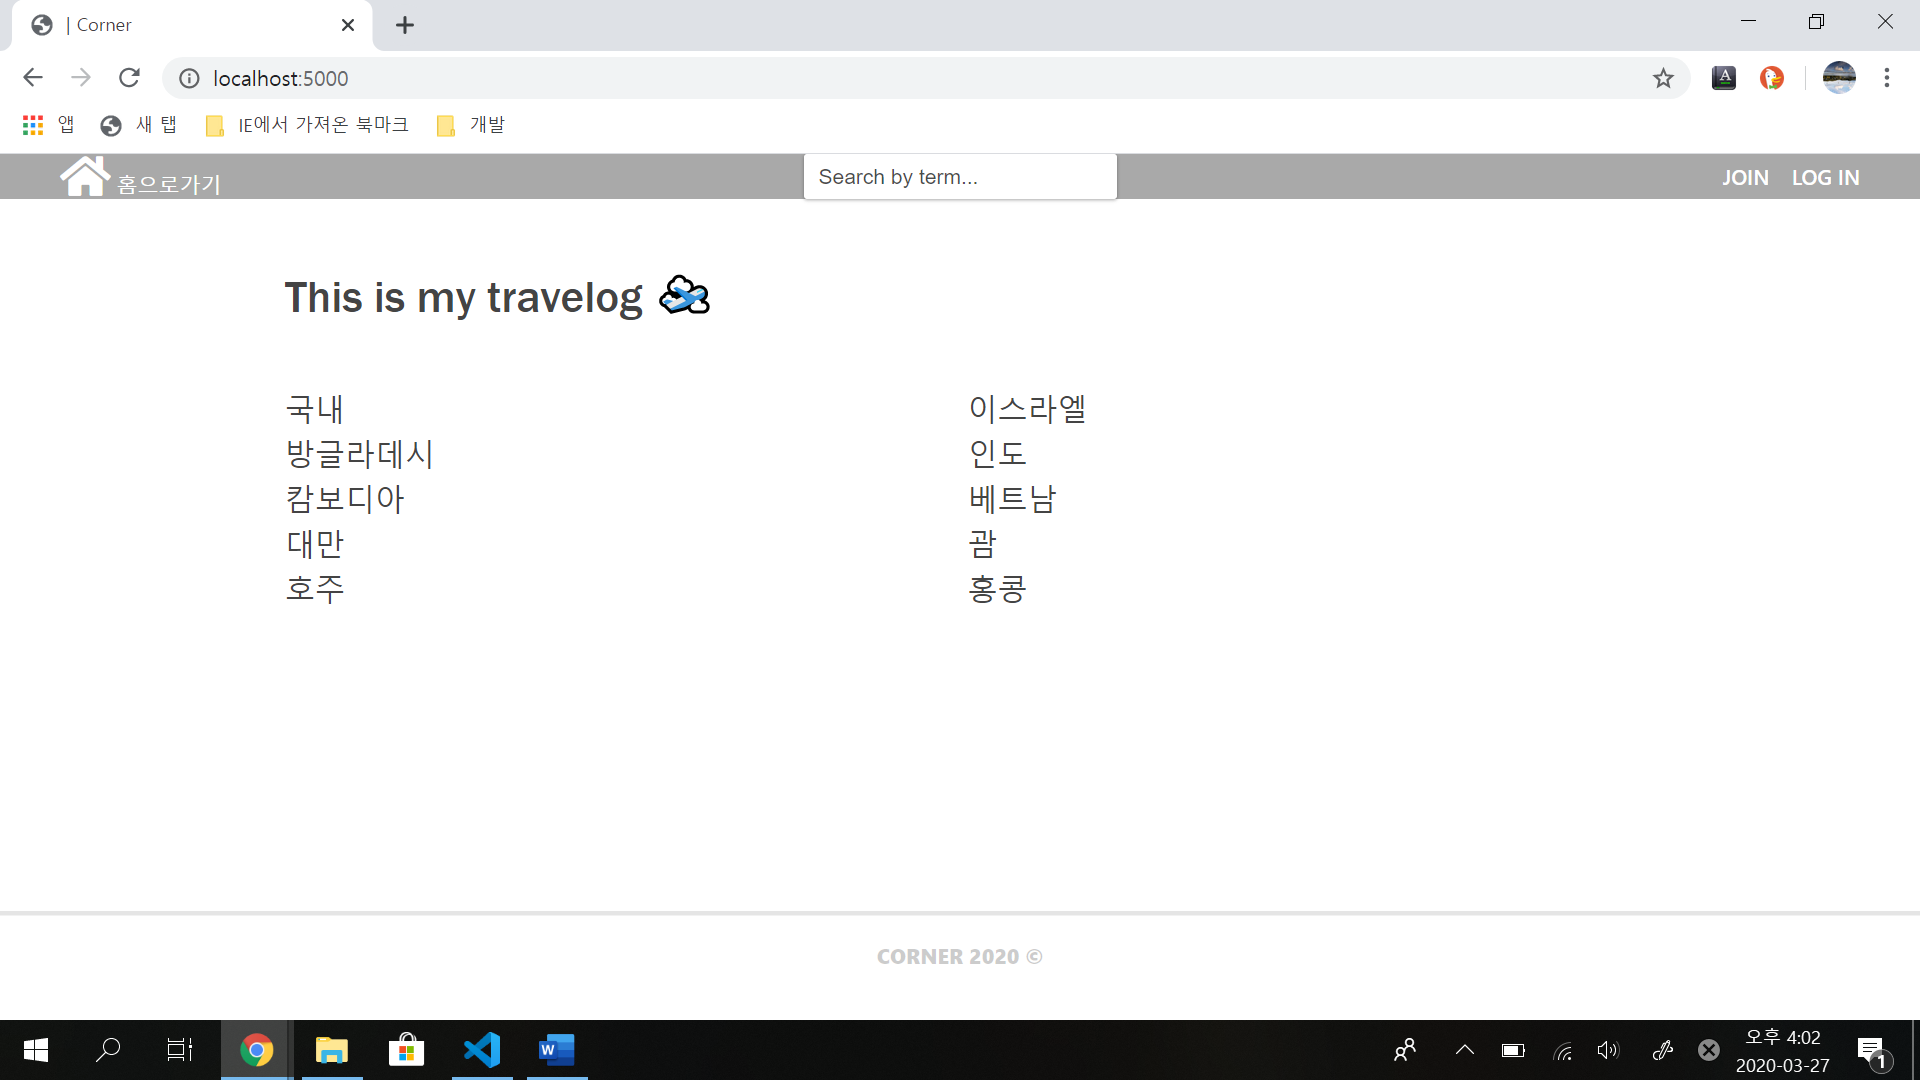 | Corner
localhost:5000
앱 새 탭 IE에서 가져온 북마크 개발
홈으로가기 Search by term... JOIN LOG IN
This is my travelog
국내
방글라데시
캄보디아
대만
호주
이스라엘
인도
베트남
괌
홍콩
CORNER 2020 ©
오후 4:02
2020-03-27
1